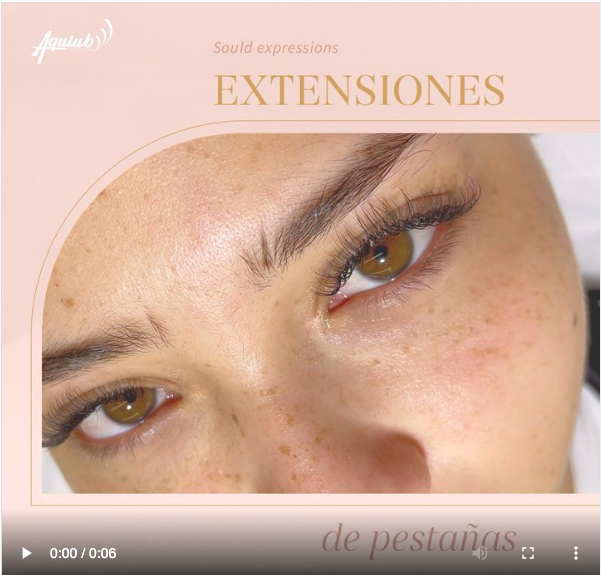 Aquiub
Sould expressions
EXTENSIONES
de pestañas
0:00 / 0:06